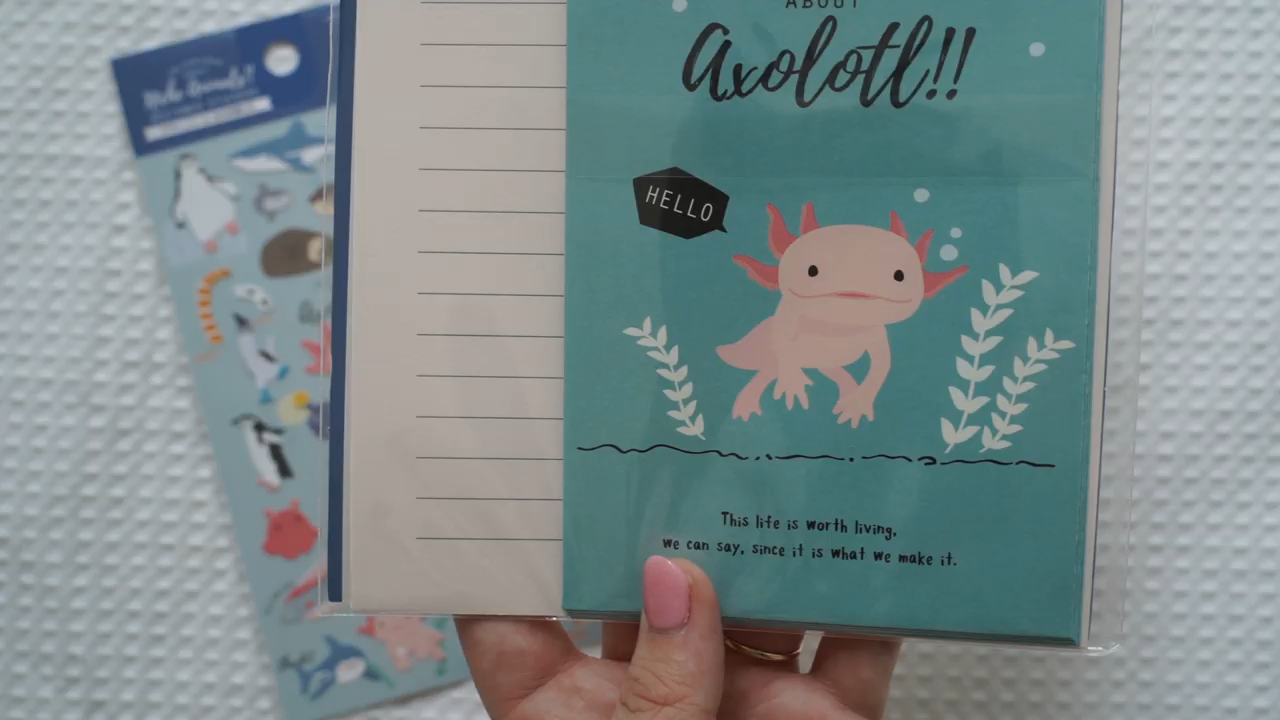 ABOUT
Axolotl!!
HELLO
This life is worth living,
we can say, since it is what we make it.